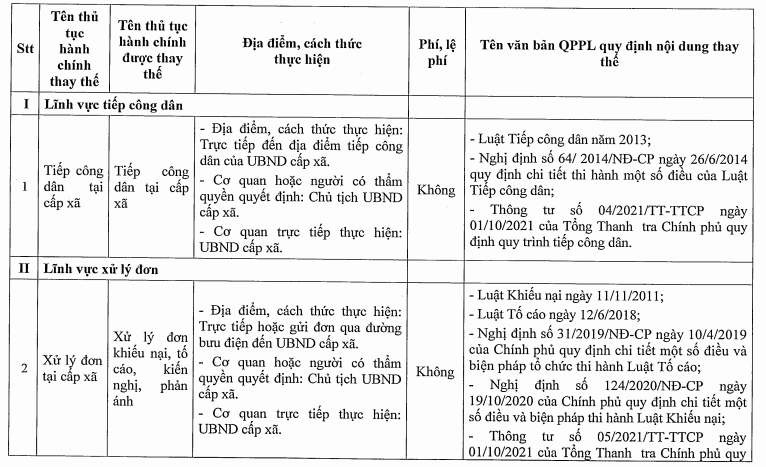 Stt
Tên thủ
tục
hành
chính
thay thế
Tên thủ tục
hành chính
được thay
thế
Địa điểm, cách thức
thực hiện
Phí, lệ
phí
Tên văn bản QPPL quy định nội dung thay
thế
I
Lĩnh vực tiếp công dân
1
Tiếp công
dân tại
cấp xã
Tiếp công
dân tại cấp
xã
- Địa điểm, cách thức thực hiện:
Trực tiếp đến địa điểm tiếp công
dân của UBND cấp xã.
- Cơ quan hoặc người có thẩm
quyền quyết định: Chủ tịch UBND
cấp xã.
- Cơ quan trực tiếp thực hiện:
UBND cấp xã.
Không
- Luật Tiếp công dân năm 2013;
- Nghị định số 64/ 2014/NĐ-CP ngày 26/6/2014
quy định chi tiết thi hành một số điều của Luật
Tiếp công dân;
- Thông tư số 04/2021/TT-TTCP ngày
01/10/2021 của Tổng Thanh tra Chính phủ quy
định quy trình tiếp công dân.
II
Lĩnh vực xử lý đơn
2
Xử lý đơn
tại cấp xã
Xử lý đơn
khiếu nại, tố
cáo, kiến
nghị, phản
ánh
- Địa điểm, cách thức thực hiện:
Trực tiếp hoặc gửi đơn qua đường
bưu điện đến UBND cấp xã.
- Cơ quan hoặc người có thẩm
quyền quyết định: Chủ tịch UBND
cấp xã.
- Cơ quan trực tiếp thực hiện:
UBND cấp xã.
Không
- Luật Khiếu nại ngày 11/11/2011;
- Luật Tố cáo ngày 12/6/2018;
- Nghị định số 31/2019/NĐ-CP ngày 10/4/2019
của Chính phủ quy định chi tiết một số điều và
biện pháp tổ chức thi hành Luật Tố cáo;
- Nghị định số 124/2020/NĐ-CP ngày
19/10/2020 của Chính phủ quy định chi tiết một
số điều và biện pháp thi hành Luật Khiếu nại;
- Thông tư số 05/2021/TT-TTCP ngày
01/10/2021 của Tổng Thanh tra Chính phủ quy